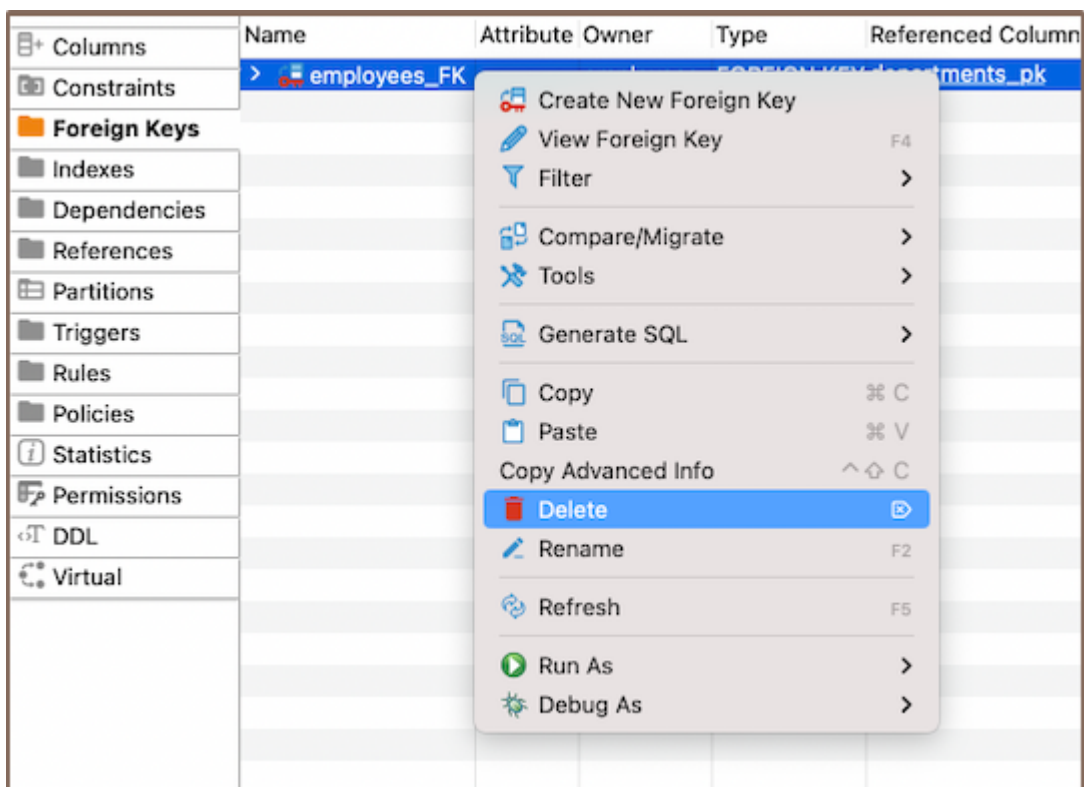 Columns
Constraints
Foreign Keys
Indexes
Dependencies
References
Partitions
Triggers
Rules
Policies
Statistics
Permissions
DDL
Virtual
Name Attribute Owner Type Referenced Column
employees_FK
Create New Foreign Key
View Foreign Key F4
Filter
Compare/Migrate
Tools
Generate SQL
Copy ⌘ C
Paste ⌘ V
Copy Advanced Info ^⇧ C
Delete ⌦
Rename F2
Refresh F5
Run As
Debug As